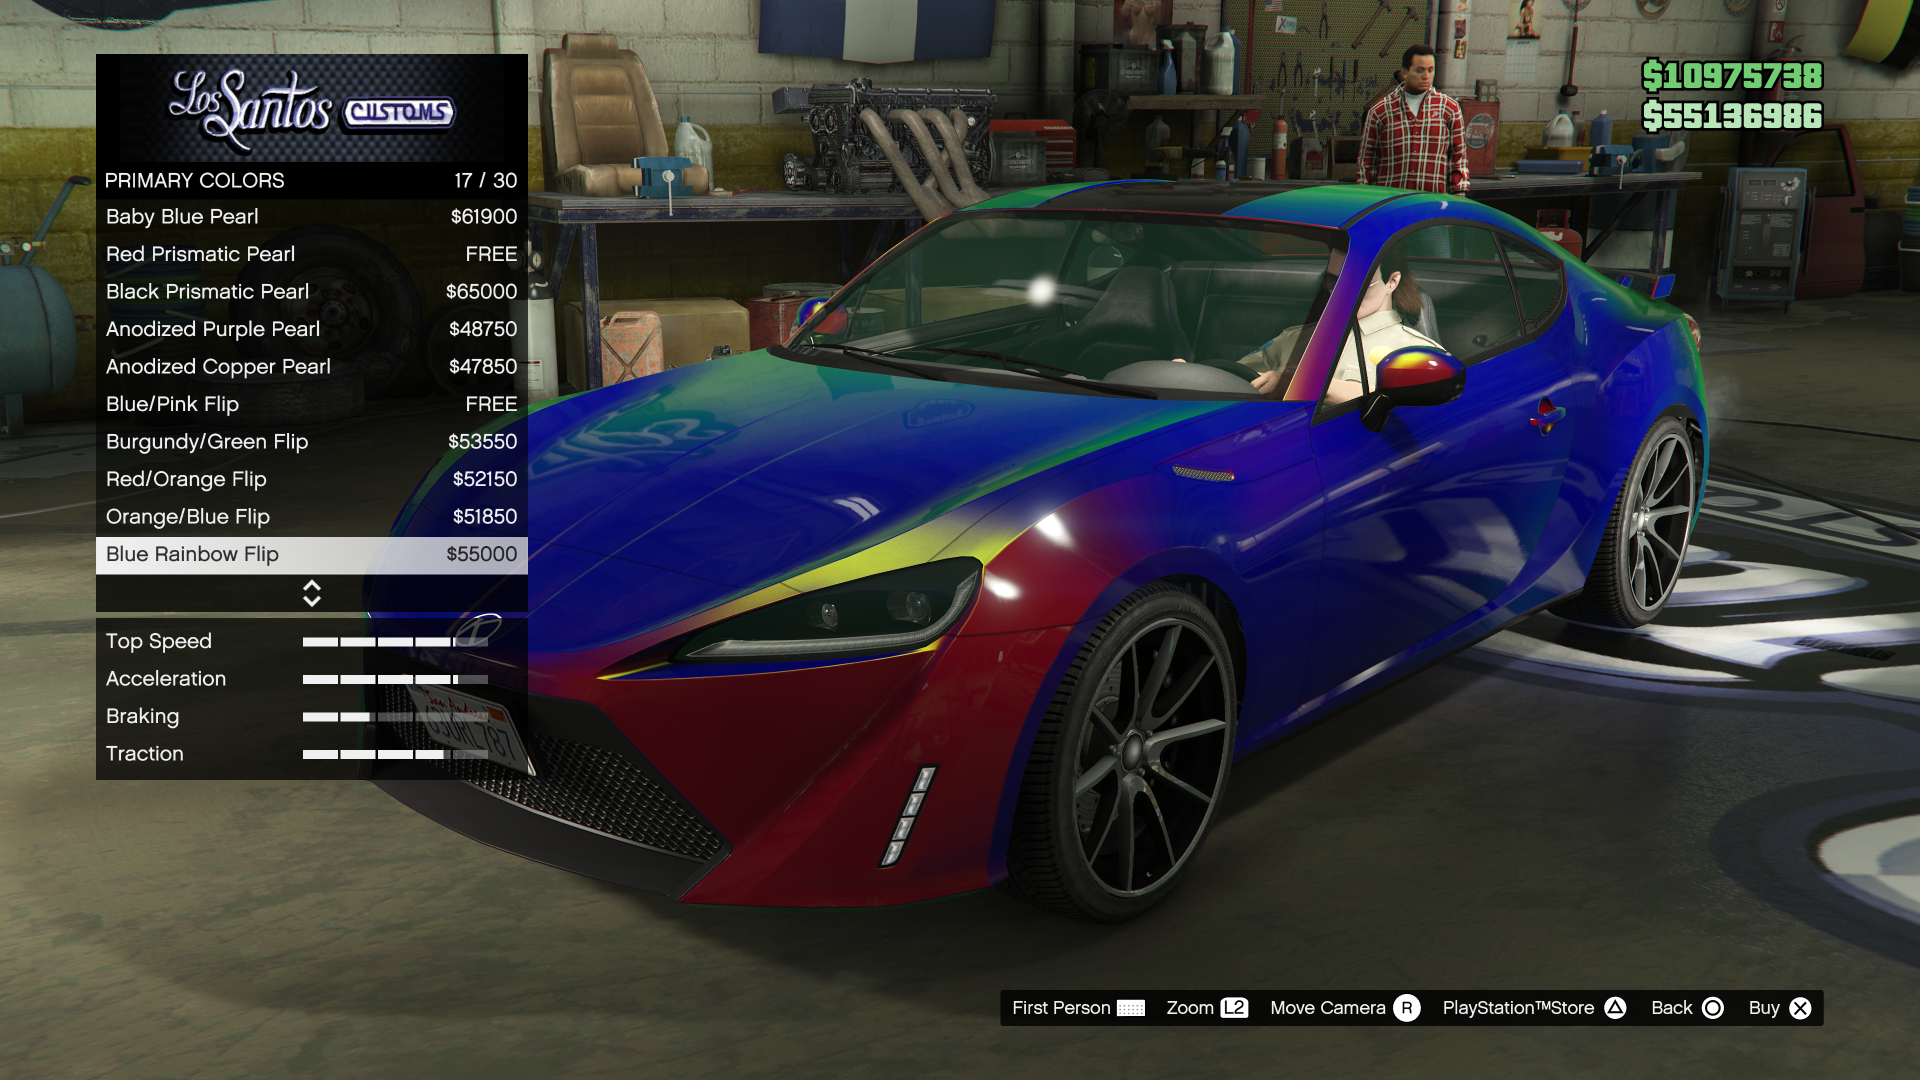 Los Santos CUSTOMS
PRIMARY COLORS 17 / 30
Baby Blue Pearl $61900
Red Prismatic Pearl FREE
Black Prismatic Pearl $65000
Anodized Purple Pearl $48750
Anodized Copper Pearl $47850
Blue/Pink Flip FREE
Burgundy/Green Flip $53550
Red/Orange Flip $52150
Orange/Blue Flip $51850
Blue Rainbow Flip $55000
Top Speed
Acceleration
Braking
Traction
$10975738
$55136986
First Person Zoom L2 Move Camera R PlayStation™Store Back Buy